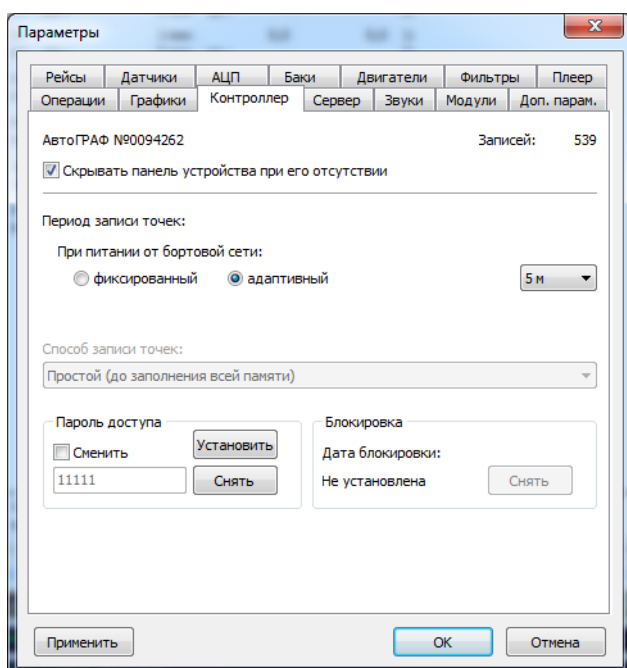 Параметры
Рейсы Датчики АЦП Баки Двигатели Фильтры Плеер
Операции Графики Контроллер Сервер Звуки Модули Доп. парам.
АвтоГРАФ №0094262 Записей: 539
Скрывать панель устройства при его отсутствии
Период записи точек:
При питании от бортовой сети:
фиксированный адаптивный 5 м
Способ записи точек:
Простой (до заполнения всей памяти)
Пароль доступа Блокировка
Сменить Установить Дата блокировки:
11111 Снять Не установлена Снять
Применить OK Отмена